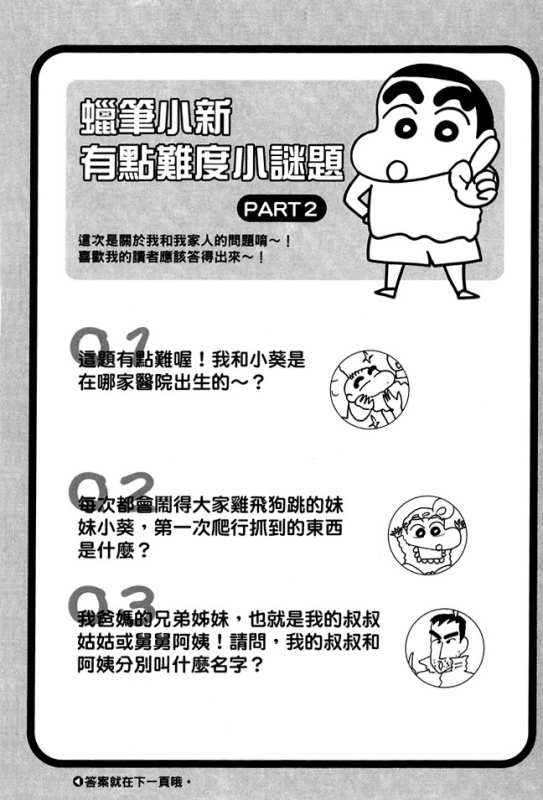 蠟筆小新
有點難度小謎題
PART2
這次是關於我和我家人的問題唷～！
喜歡我的讀者應該答得出來～！
01
這題有點難喔！我和小葵是
在哪家醫院出生的～？
02
每次都會鬧得大家雞飛狗跳的妹
妹小葵，第一次爬行抓到的東西
是什麼？
03
我爸媽的兄弟姊妹，也就是我的叔叔
姑姑或舅舅阿姨！請問，我的叔叔和
阿姨分別叫什麼名字？
答案就在下一頁哦。